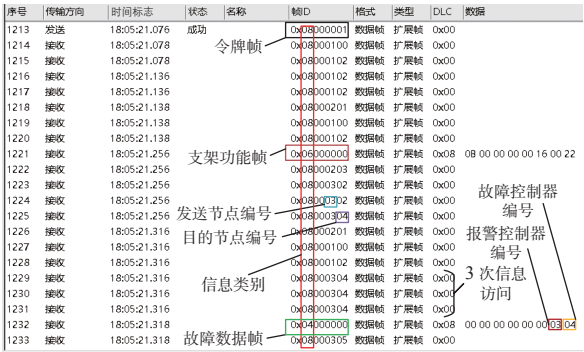 序号 传输方向 时间标志 状态 名称 帧ID 格式 类型 DLC 数据
1213 发送 18:05:21.076 成功 0x08000001 数据帧 扩展帧 0x00
令牌帧
1214 接收 18:05:21.078 0x08000100 数据帧 扩展帧 0x00
1215 接收 18:05:21.078 0x08000102 数据帧 扩展帧 0x00
1216 接收 18:05:21.136 0x08000102 数据帧 扩展帧 0x00
1217 接收 18:05:21.136 0x08000102 数据帧 扩展帧 0x00
1218 接收 18:05:21.138 0x08000201 数据帧 扩展帧 0x00
1219 接收 18:05:21.138 0x08000100 数据帧 扩展帧 0x00
1220 接收 18:05:21.138 0x08000102 数据帧 扩展帧 0x00
1221 接收 18:05:21.256 0x06000000 数据帧 扩展帧 0x08 0B 00 00 00 00 16 00 22
支架功能帧
1222 接收 18:05:21.256 0x08000203 数据帧 扩展帧 0x00
1223 接收 18:05:21.256 0x08000302 数据帧 扩展帧 0x00
故障控制器
编号
1224 接收 18:05:21.256 0x08000302 数据帧 扩展帧 0x00
发送节点编号
1225 接收 18:05:21.256 0x08000304 数据帧 扩展帧 0x00
目的节点编号
1226 接收 18:05:21.316 0x08000201 数据帧 扩展帧 0x00
报警控制器
编号
1227 接收 18:05:21.316 0x08000100 数据帧 扩展帧 0x00
1228 接收 18:05:21.316 0x08000102 数据帧 扩展帧 0x00
1229 接收 18:05:21.316 0x08000304 数据帧 扩展帧 0x00
信息类别
3 次信息
访问
1230 接收 18:05:21.316 0x08000304 数据帧 扩展帧 0x00
1231 接收 18:05:21.316 0x08000304 数据帧 扩展帧 0x00
1232 接收 18:05:21.318 0x04000000 数据帧 扩展帧 0x08 00 00 00 00 00 00 03 04
故障数据帧
1233 接收 18:05:21.318 0x08000305 数据帧 扩展帧 0x00